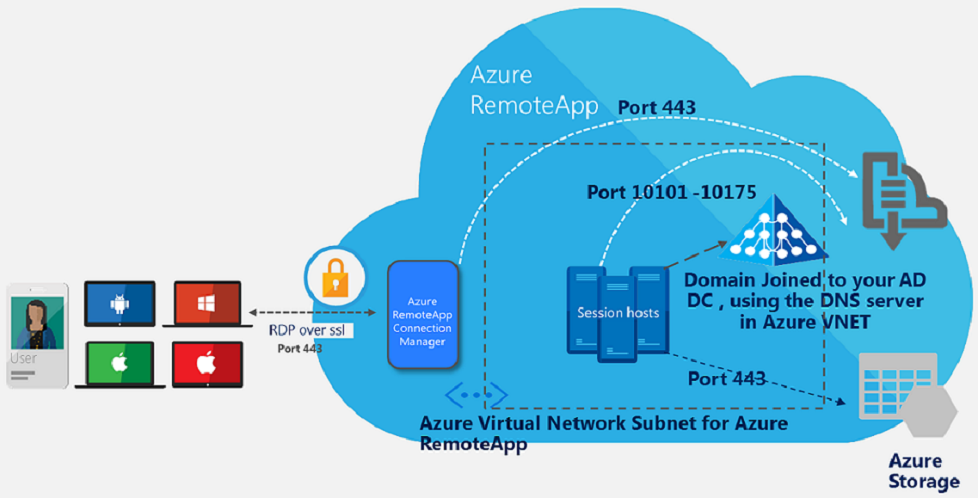 Azure
RemoteApp
Port 443
Port 10101 -10175
Domain Joined to your AD
DC , using the DNS server
in Azure VNET
Azure
RemoteApp
Connection
Manager
Session hosts
RDP over ssl
Port 443
User
Port 443
Azure Virtual Network Subnet for Azure
RemoteApp
Azure
Storage